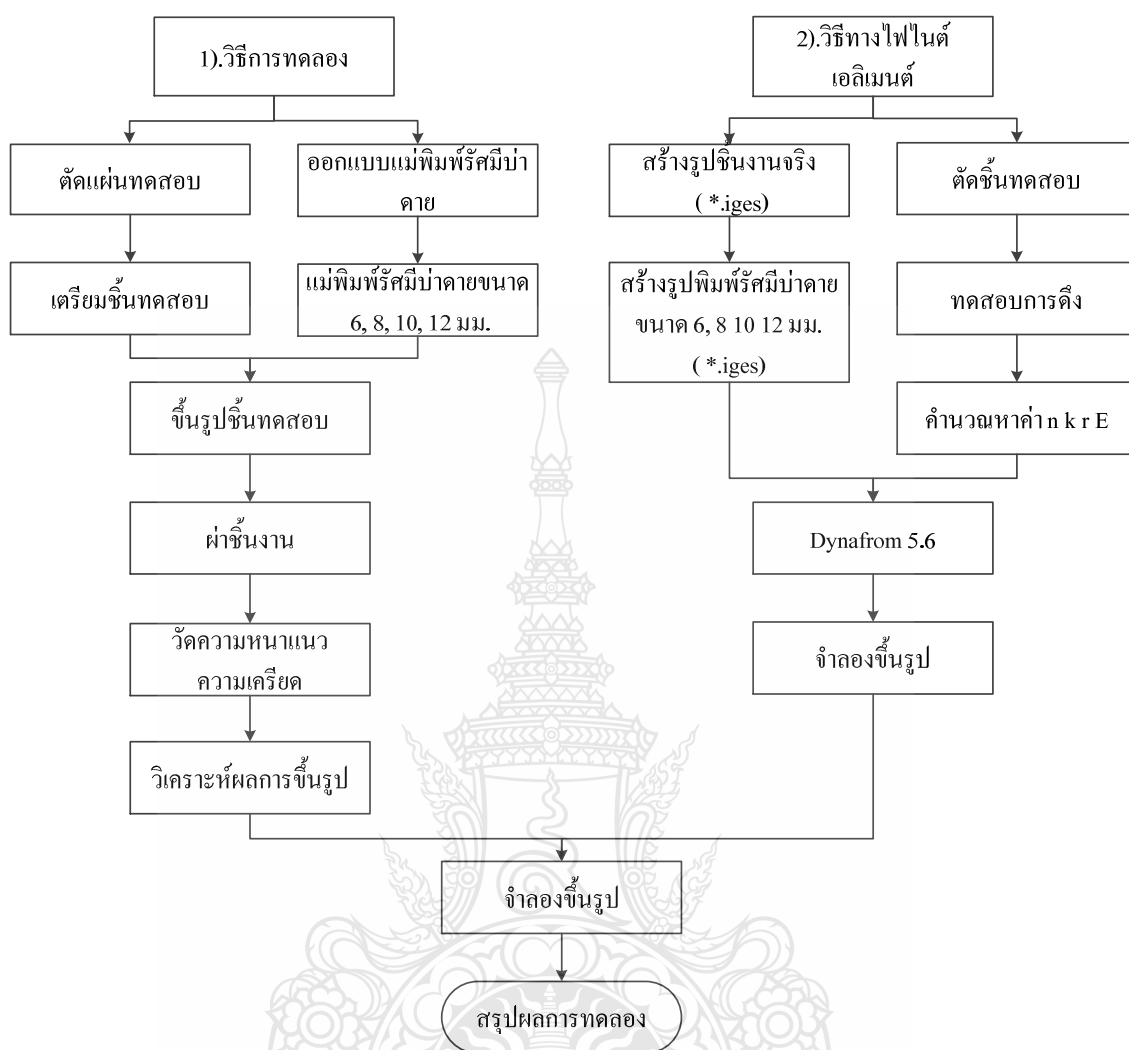 1).วิธีการทดลอง
ตัดแผ่นทดสอบ
ออกแบบแม่พิมพ์รัศมีบ่า
ดาย
เตรียมชิ้นทดสอบ
แม่พิมพ์รัศมีบ่าดายขนาด
6, 8, 10, 12 มม.
ขึ้นรูปชิ้นทดสอบ
ผ่าชิ้นงาน
วัดความหนาแนว
ความเครียด
วิเคราะห์ผลการขึ้นรูป
2).วิธีทางไฟไนต์
เอลิเมนต์
สร้างรูปชิ้นงานจริง
( *.iges)
ตัดชิ้นทดสอบ
สร้างรูปพิมพ์รัศมีบ่าดาย
ขนาด 6, 8 10 12 มม.
( *.iges)
ทดสอบการดึง
คำนวณหาค่า n k r E
Dynafrom 5.6
จำลองขึ้นรูป
จำลองขึ้นรูป
สรุปผลการทดลอง